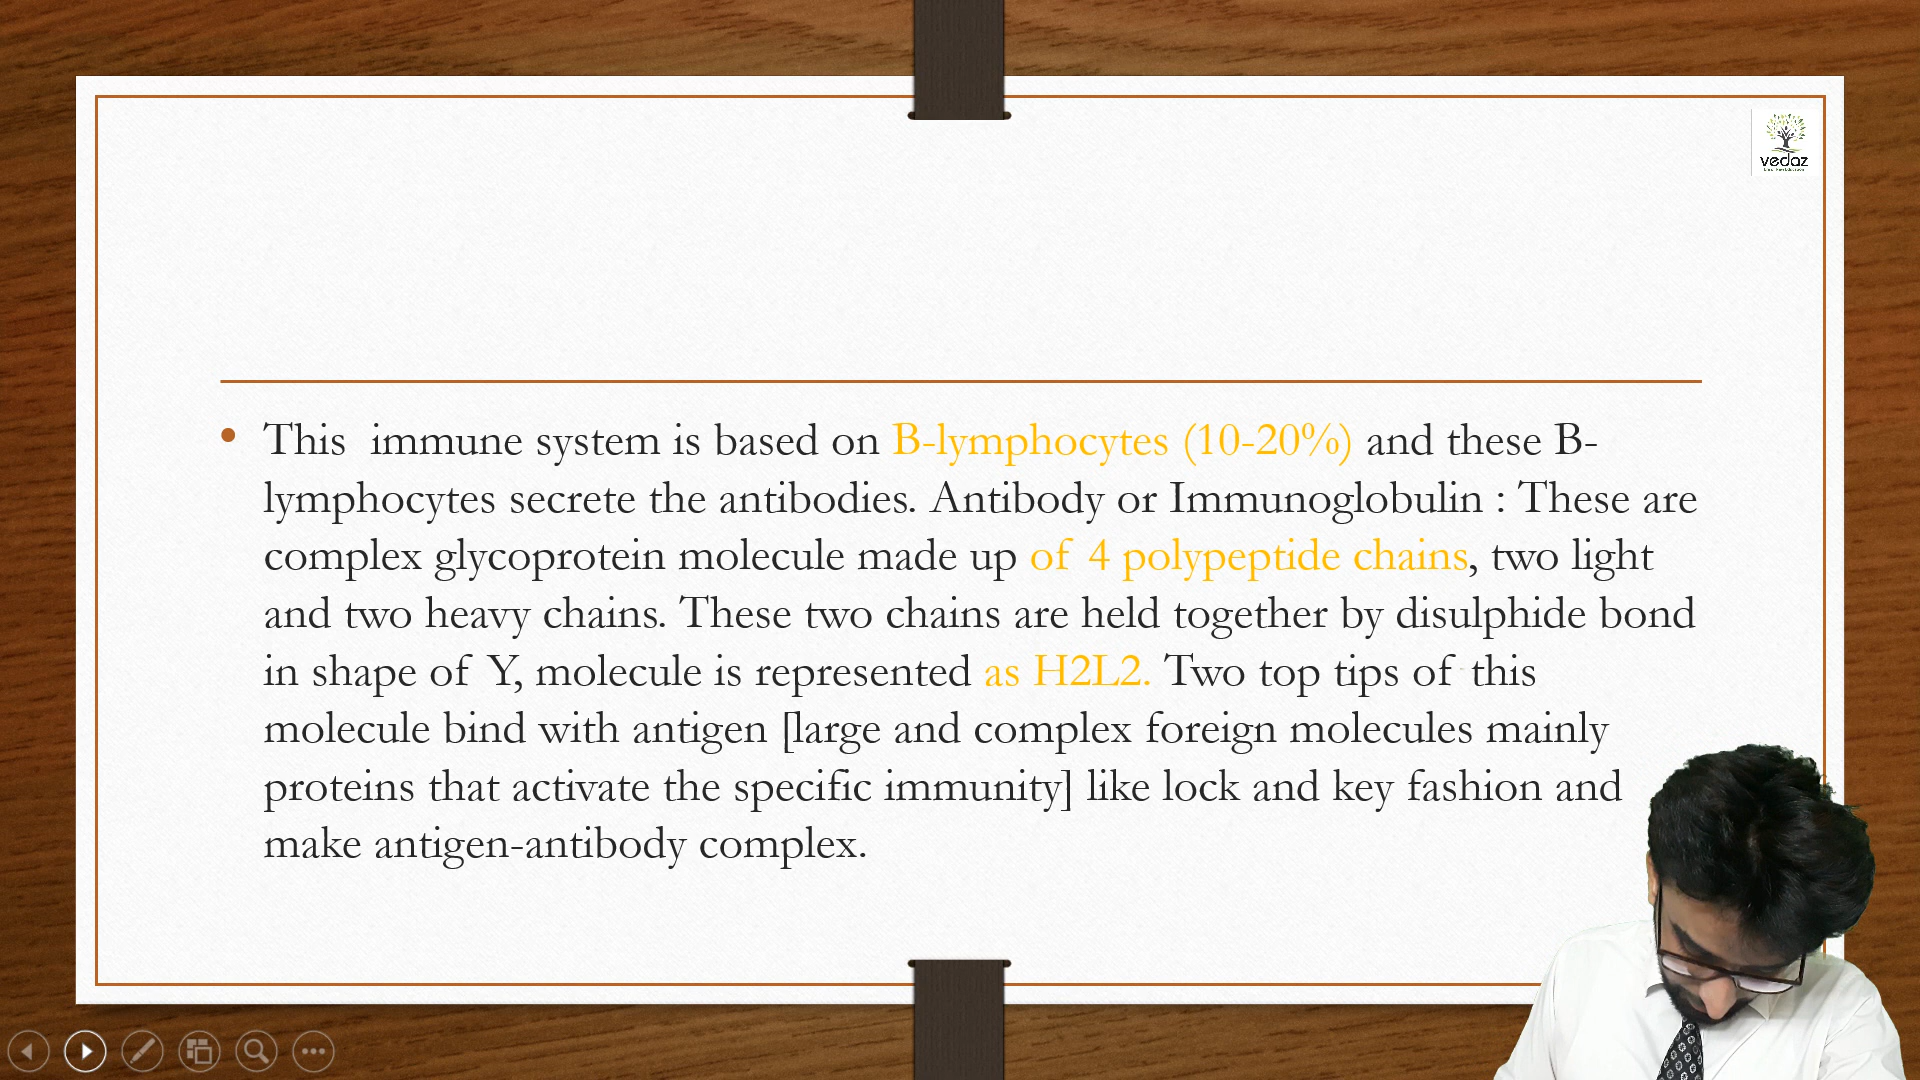 vedaz
• This immune system is based on B-lymphocytes (10-20%) and these B-
lymphocytes secrete the antibodies. Antibody or Immunoglobulin : These are
complex glycoprotein molecule made up of 4 polypeptide chains, two light
and two heavy chains. These two chains are held together by disulphide bond
in shape of Y, molecule is represented as H2L2. Two top tips of this
molecule bind with antigen [large and complex foreign molecules mainly
proteins that activate the specific immunity] like lock and key fashion and
make antigen-antibody complex.